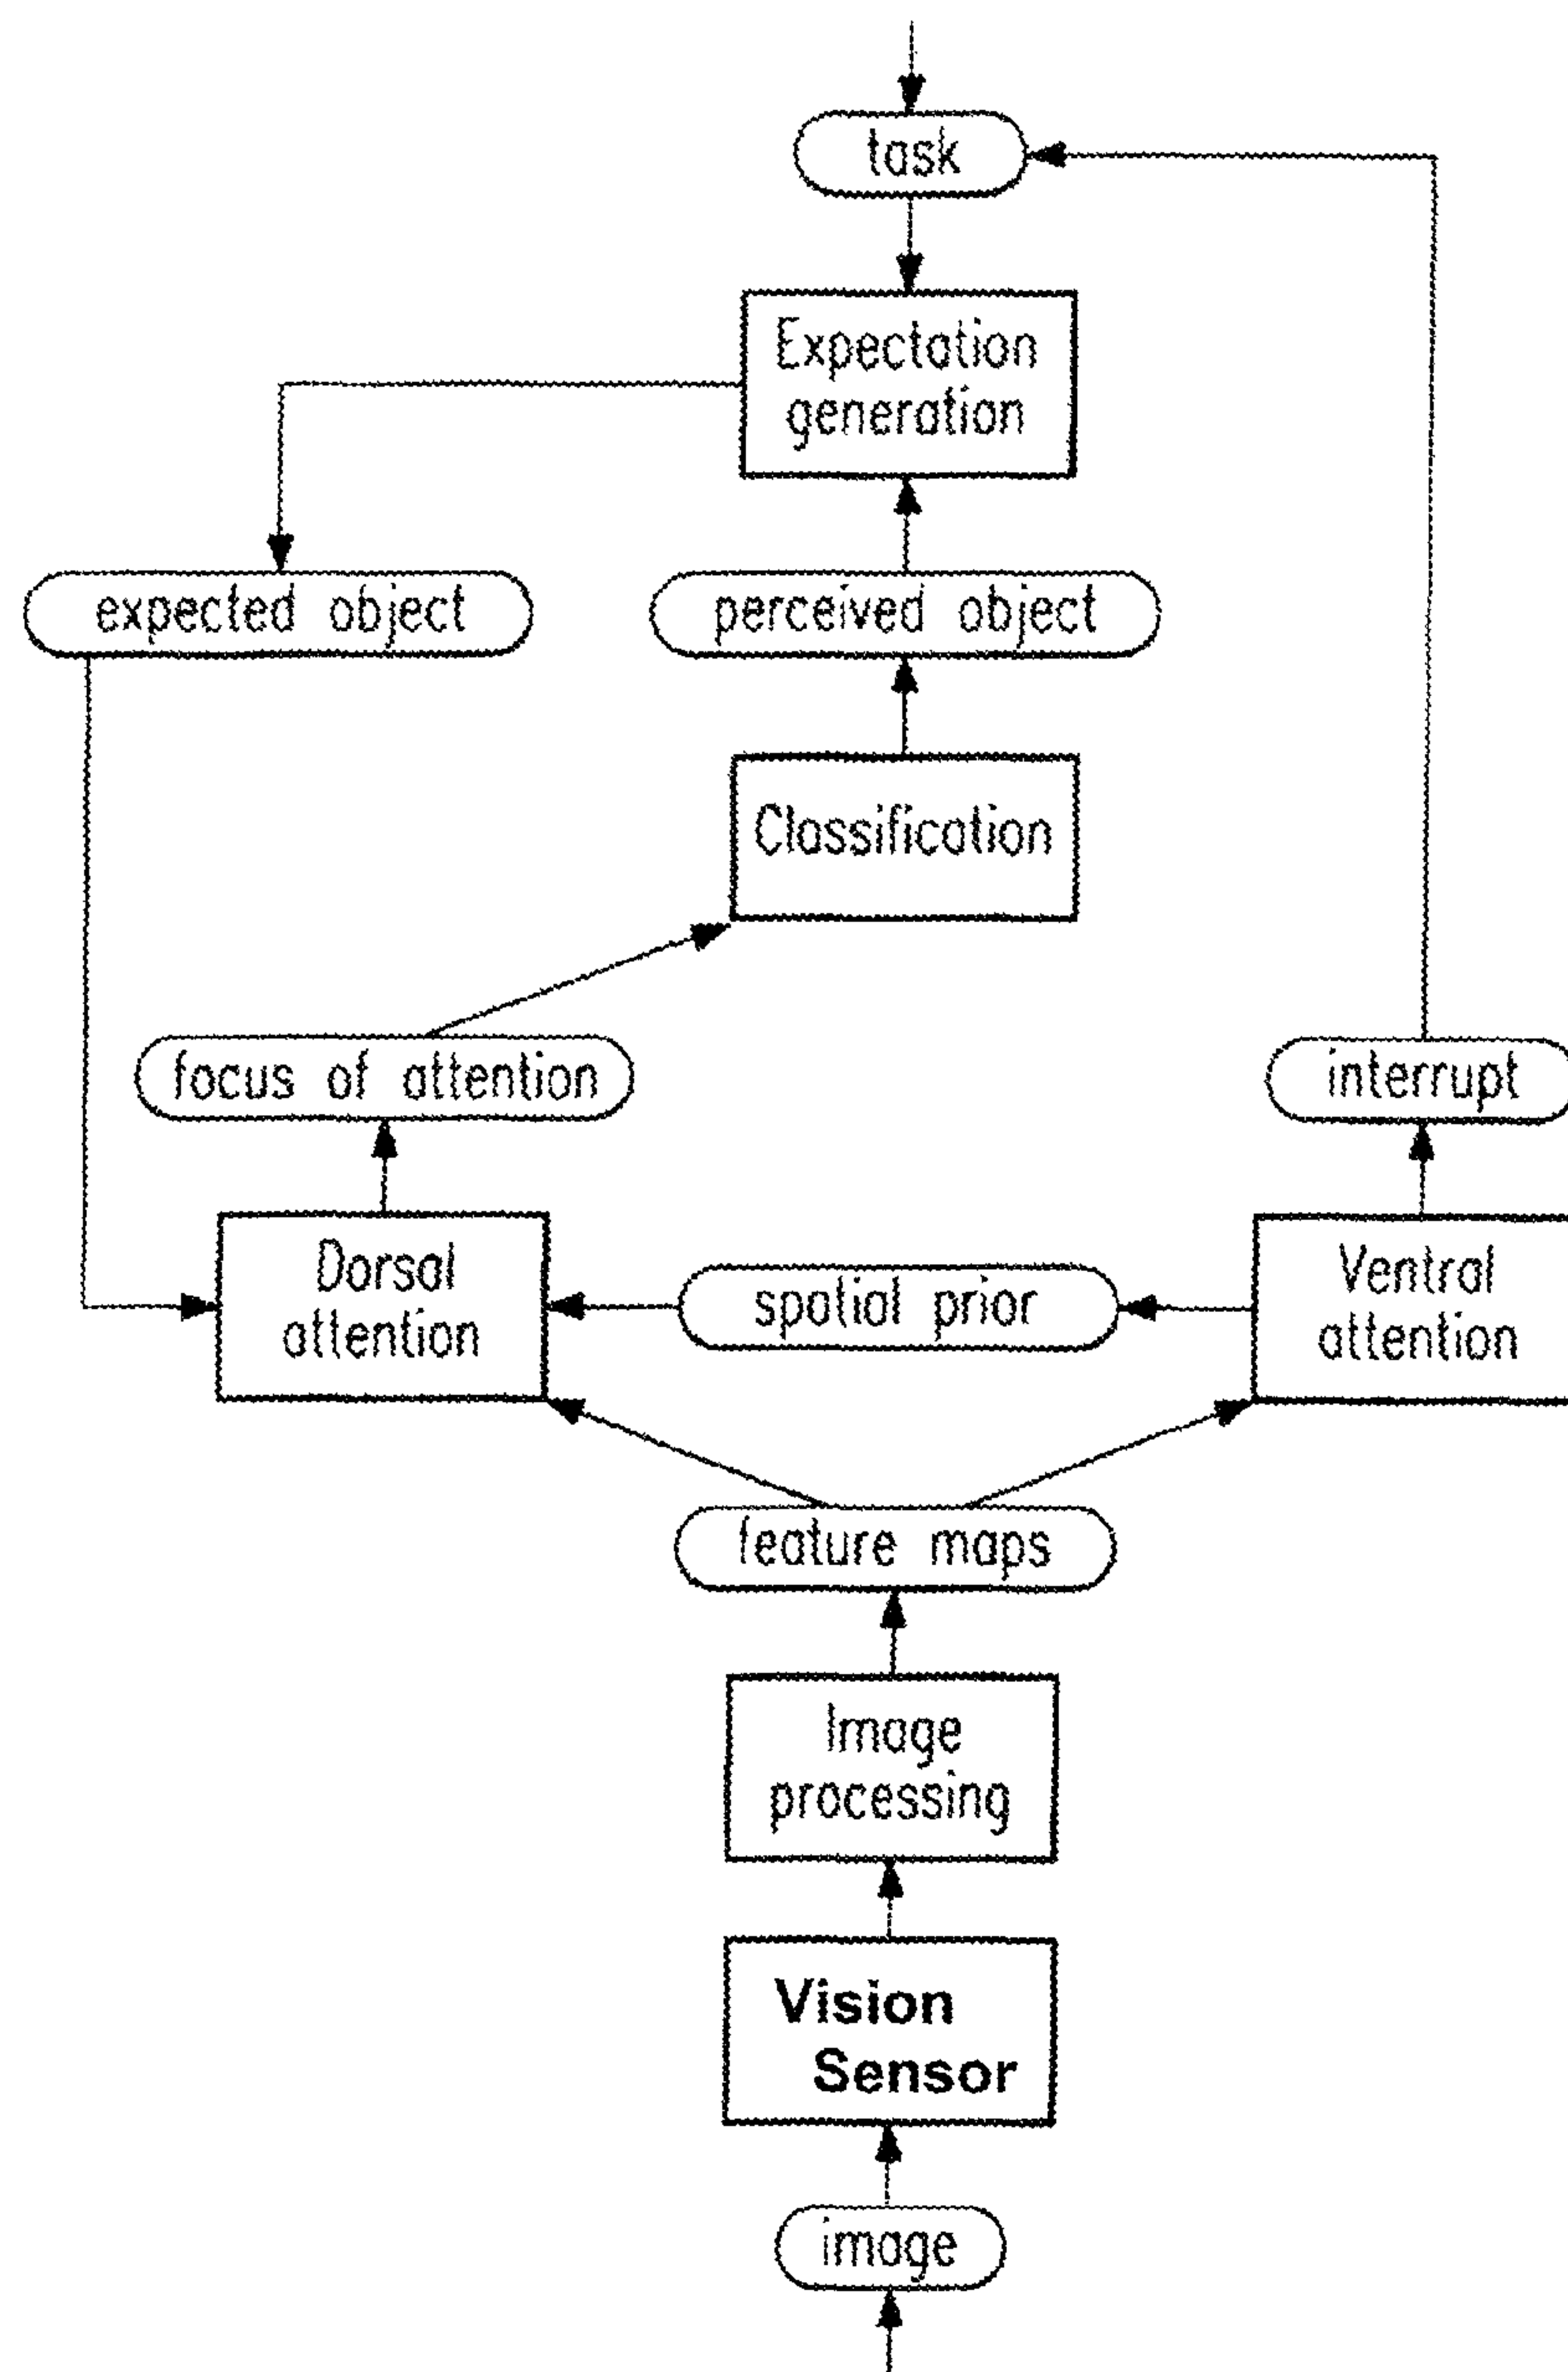 task
Expectation
generation
expected object
perceived object
Classification
focus of attention
interrupt
Dorsal
attention
spatial prior
Ventral
attention
feature maps
Image
processing
Vision
Sensor
image